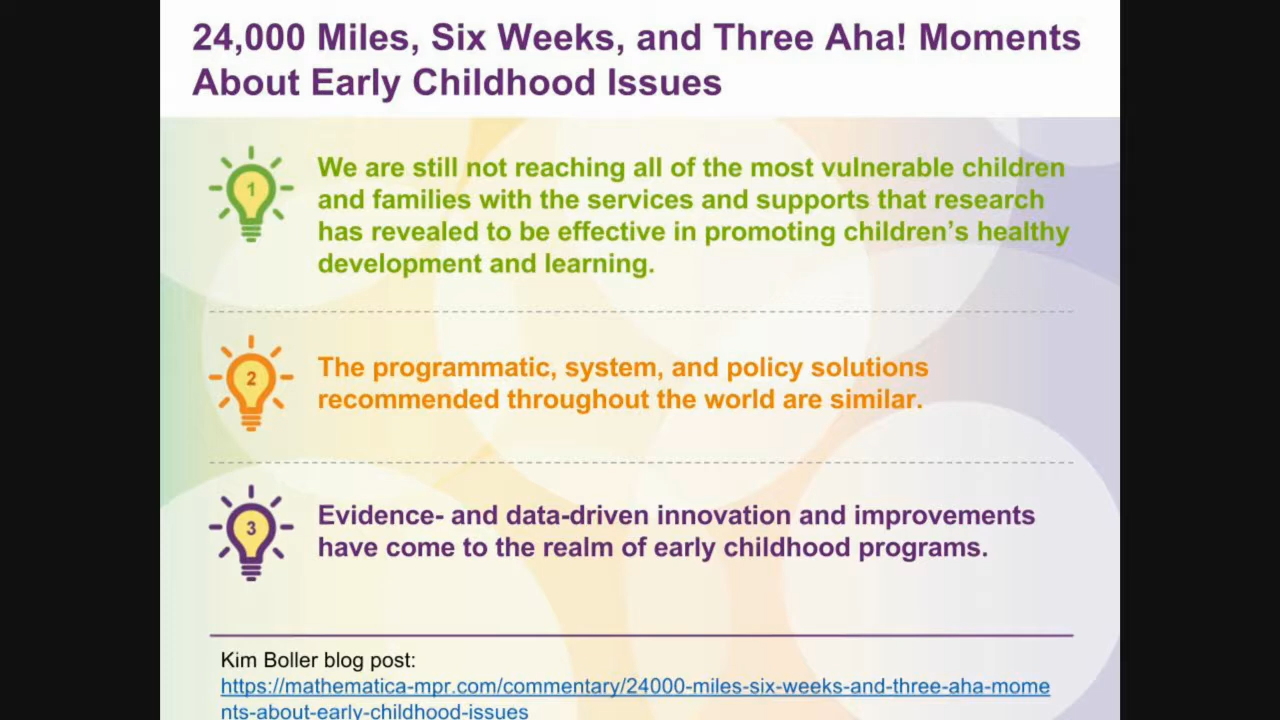 24,000 Miles, Six Weeks, and Three Aha! Moments
About Early Childhood Issues
1
We are still not reaching all of the most vulnerable children
and families with the services and supports that research
has revealed to be effective in promoting children’s healthy
development and learning.
2
The programmatic, system, and policy solutions
recommended throughout the world are similar.
3
Evidence- and data-driven innovation and improvements
have come to the realm of early childhood programs.
Kim Boller blog post:
https://mathematica-mpr.com/commentary/24000-miles-six-weeks-and-three-aha-mome
nts-about-early-childhood-issues